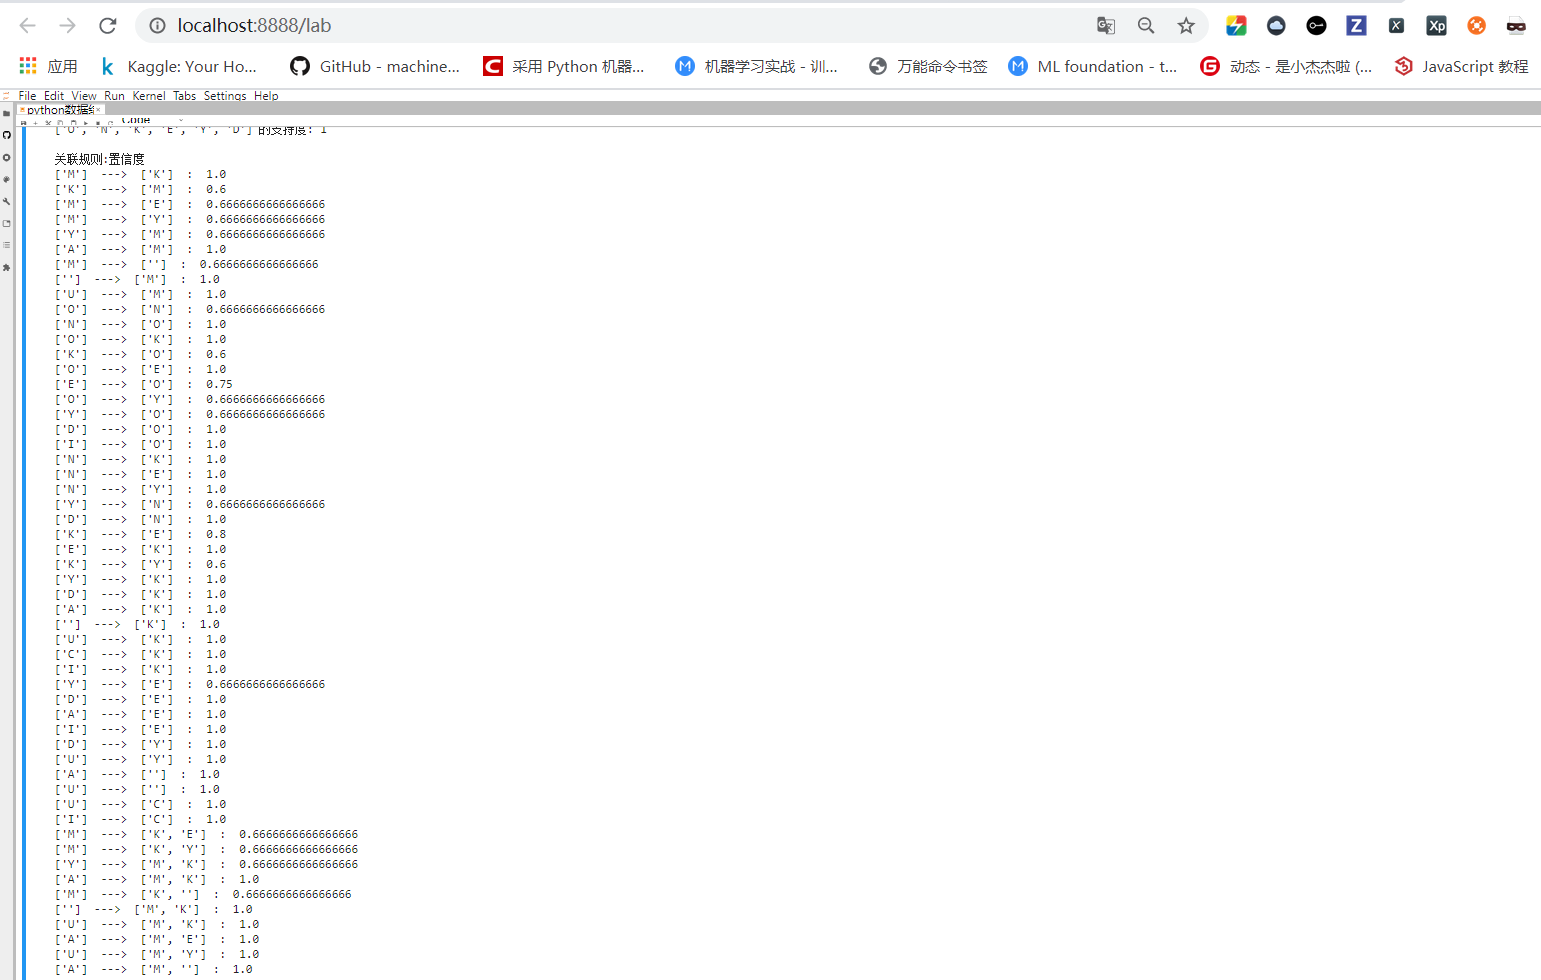 localhost:8888/lab
应用 Kaggle: Your Ho... GitHub - machine... 采用 Python 机器... 机器学习实战 - 训... 万能命令书签 ML foundation - t... 动态 - 是小杰杰啦 (... JavaScript 教程
File Edit View Run Kernel Tabs Settings Help
python数据
Code
['O', 'N', 'K', 'E', 'Y', 'D'] 的支持度: 1
关联规则:置信度
['M'] ---> ['K'] : 1.0
['K'] ---> ['M'] : 0.6
['M'] ---> ['E'] : 0.6666666666666666
['M'] ---> ['Y'] : 0.6666666666666666
['Y'] ---> ['M'] : 0.6666666666666666
['A'] ---> ['M'] : 1.0
['M'] ---> [''] : 0.6666666666666666
[''] ---> ['M'] : 1.0
['U'] ---> ['M'] : 1.0
['O'] ---> ['N'] : 0.6666666666666666
['N'] ---> ['O'] : 1.0
['O'] ---> ['K'] : 1.0
['K'] ---> ['O'] : 0.6
['O'] ---> ['E'] : 1.0
['E'] ---> ['O'] : 0.75
['O'] ---> ['Y'] : 0.6666666666666666
['Y'] ---> ['O'] : 0.6666666666666666
['D'] ---> ['O'] : 1.0
['I'] ---> ['O'] : 1.0
['N'] ---> ['K'] : 1.0
['N'] ---> ['E'] : 1.0
['N'] ---> ['Y'] : 1.0
['Y'] ---> ['N'] : 0.6666666666666666
['D'] ---> ['N'] : 1.0
['K'] ---> ['E'] : 0.8
['E'] ---> ['K'] : 1.0
['K'] ---> ['Y'] : 0.6
['Y'] ---> ['K'] : 1.0
['D'] ---> ['K'] : 1.0
['A'] ---> ['K'] : 1.0
[''] ---> ['K'] : 1.0
['U'] ---> ['K'] : 1.0
['C'] ---> ['K'] : 1.0
['I'] ---> ['K'] : 1.0
['Y'] ---> ['E'] : 0.6666666666666666
['D'] ---> ['E'] : 1.0
['A'] ---> ['E'] : 1.0
['I'] ---> ['E'] : 1.0
['D'] ---> ['Y'] : 1.0
['U'] ---> ['Y'] : 1.0
['A'] ---> [''] : 1.0
['U'] ---> [''] : 1.0
['U'] ---> ['C'] : 1.0
['I'] ---> ['C'] : 1.0
['M'] ---> ['K', 'E'] : 0.6666666666666666
['M'] ---> ['K', 'Y'] : 0.6666666666666666
['Y'] ---> ['M', 'K'] : 0.6666666666666666
['A'] ---> ['M', 'K'] : 1.0
['M'] ---> ['K', ''] : 0.6666666666666666
[''] ---> ['M', 'K'] : 1.0
['U'] ---> ['M', 'K'] : 1.0
['A'] ---> ['M', 'E'] : 1.0
['U'] ---> ['M', 'Y'] : 1.0
['A'] ---> ['M', ''] : 1.0